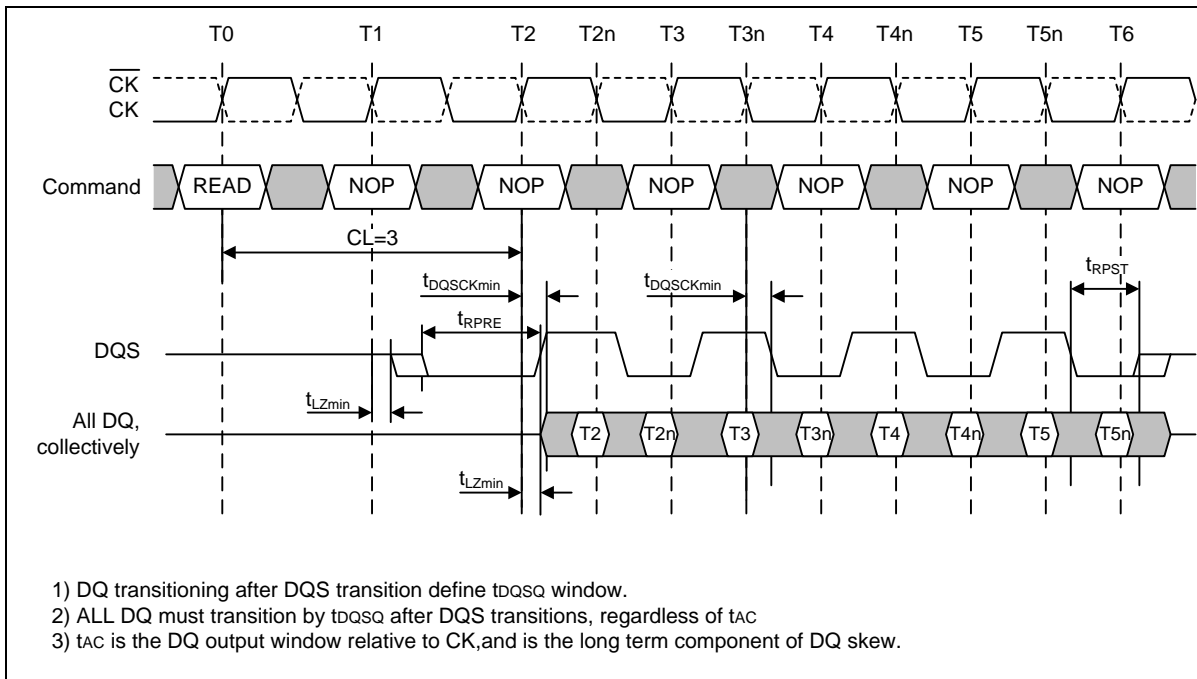 T0 T1 T2 T2n T3 T3n T4 T4n T5 T5n T6
CK
CK
Command READ NOP NOP NOP NOP NOP NOP
CL=3
tDQSCKmin tDQSCKmin tRPST
tRPRE
DQS
tLZmin
All DQ,
collectively
T2 T2n T3 T3n T4 T4n T5 T5n
tLZmin
1) DQ transitioning after DQS transition define tDQSQ window.
2) ALL DQ must transition by tDQSQ after DQS transitions, regardless of tAC
3) tAC is the DQ output window relative to CK,and is the long term component of DQ skew.